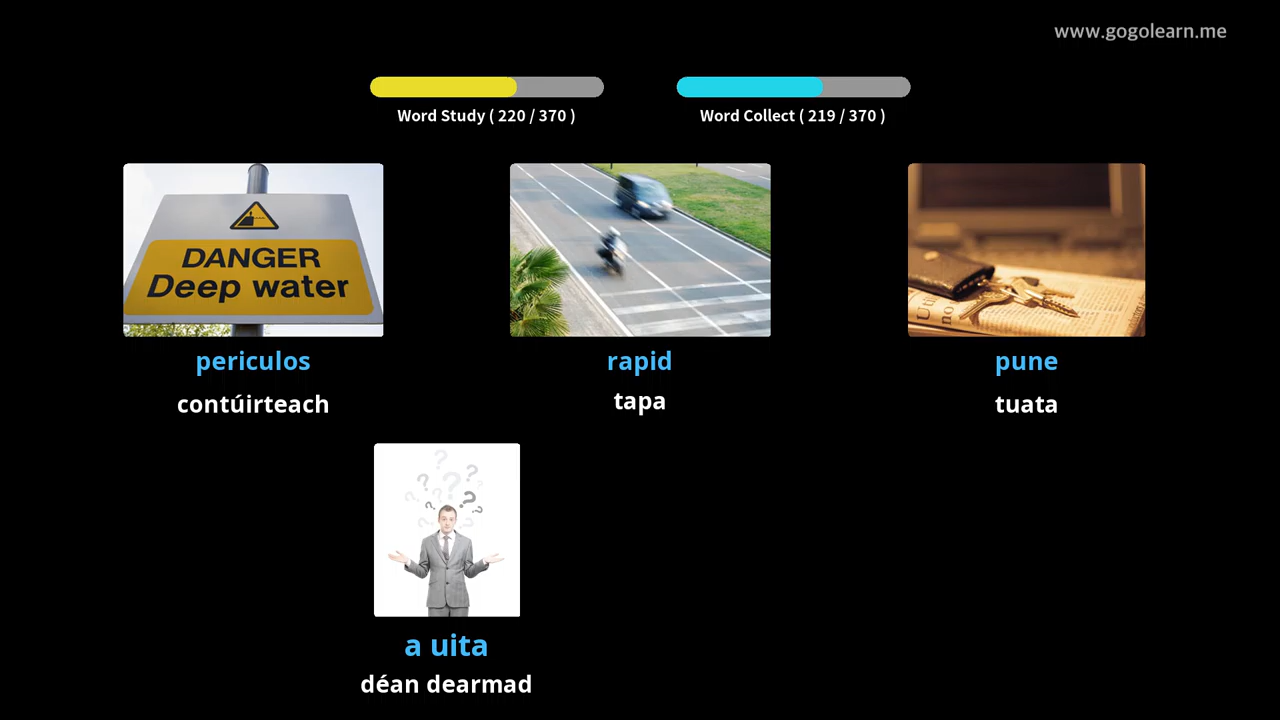 www.gogolearn.me
Word Study ( 220 / 370 )
Word Collect ( 219 / 370 )
DANGER
Deep water
periculos
rapid
pune
contúirteach
tapa
tuata
a uita
déan dearmad